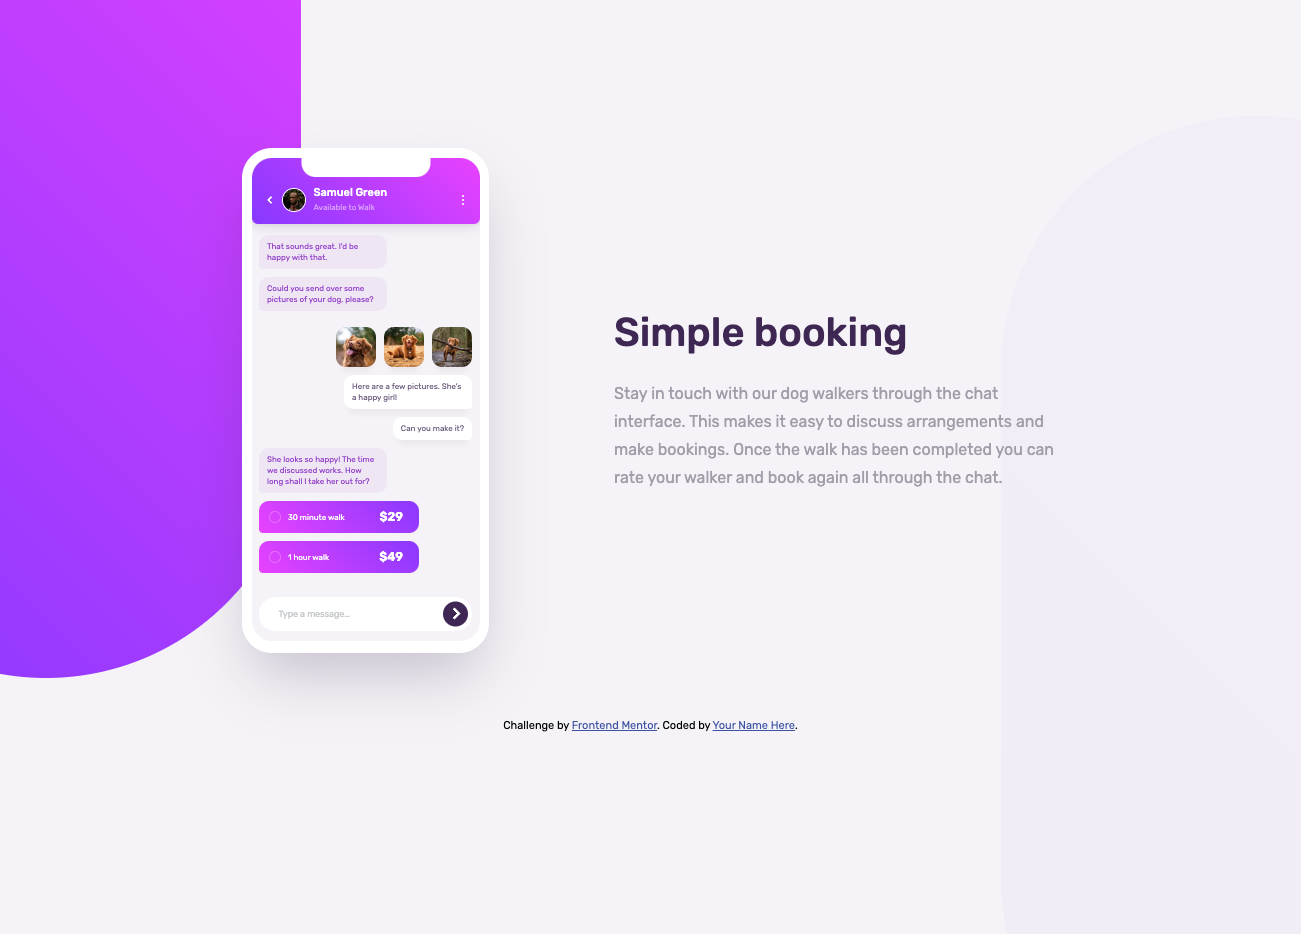 Samuel Green
Available to Walk
That sounds great. I'd be
happy with that.
Could you send over some
pictures of your dog, please?
Here are a few pictures. She's
a happy girl!
Can you make it?
She looks so happy! The time
we discussed works. How
long shall I take her out for?
30 minute walk $29
1 hour walk $49
Type a message...
Simple booking
Stay in touch with our dog walkers through the chat
interface. This makes it easy to discuss arrangements and
make bookings. Once the walk has been completed you can
rate your walker and book again all through the chat.
Challenge by Frontend Mentor. Coded by Your Name Here.